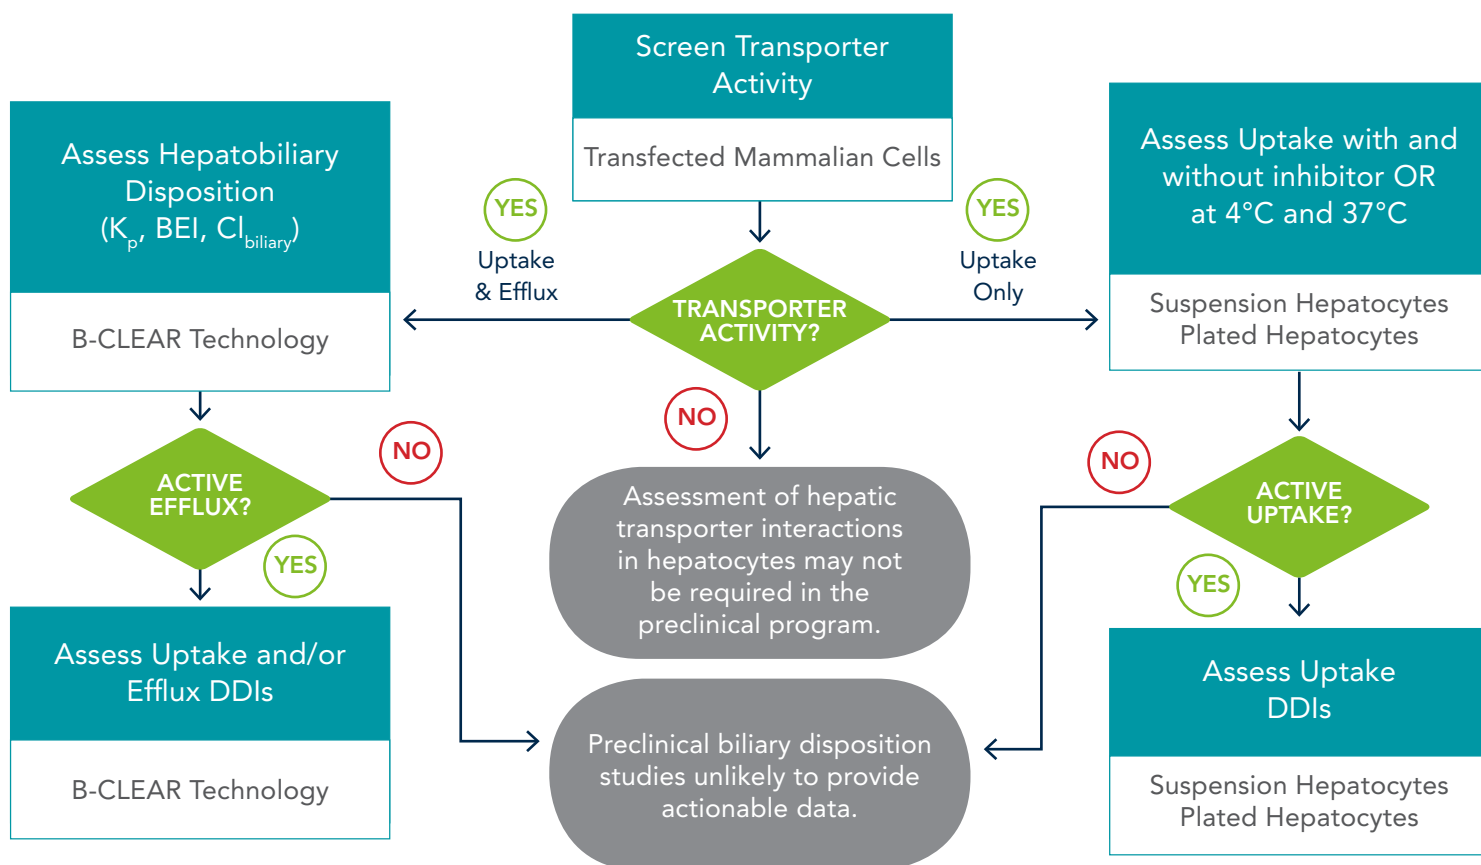 Screen Transporter
Activity
Transfected Mammalian Cells
Assess Hepatobiliary
Disposition
(Kp, BEI, Clbiliary)
B-CLEAR Technology
YES
Uptake
& Efflux
TRANSPORTER
ACTIVITY?
YES
Uptake
Only
Assess Uptake with and
without inhibitor OR
at 4°C and 37°C
Suspension Hepatocytes
Plated Hepatocytes
NO
Assessment of hepatic
transporter interactions
in hepatocytes may not
be required in the
preclinical program.
ACTIVE
EFFLUX?
NO
YES
Assess Uptake and/or
Efflux DDIs
B-CLEAR Technology
Preclinical biliary disposition
studies unlikely to provide
actionable data.
NO
ACTIVE
UPTAKE?
YES
Assess Uptake
DDIs
Suspension Hepatocytes
Plated Hepatocytes